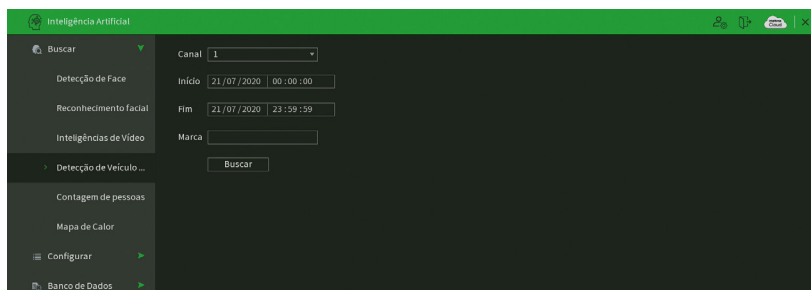 Inteligência Artificial
Cloud
Buscar
Detecção de Face
Reconhecimento facial
Inteligências de Vídeo
Detecção de Veículo ...
Contagem de pessoas
Mapa de Calor
Configurar
Banco de Dados
Canal 1
Início 21/07/2020 00:00:00
Fim 21/07/2020 23:59:59
Marca
Buscar